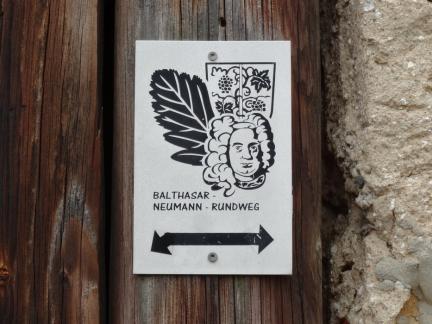 BALTHASAR -
NEUMANN - RUNDWEG